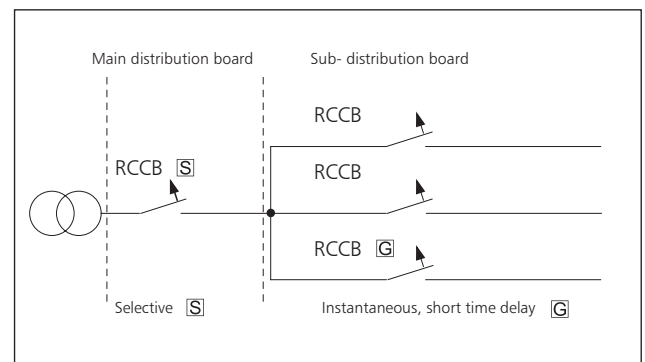 Main distribution board
Sub- distribution board
RCCB
RCCB S
RCCB
RCCB G
Selective S
Instantaneous, short time delay G